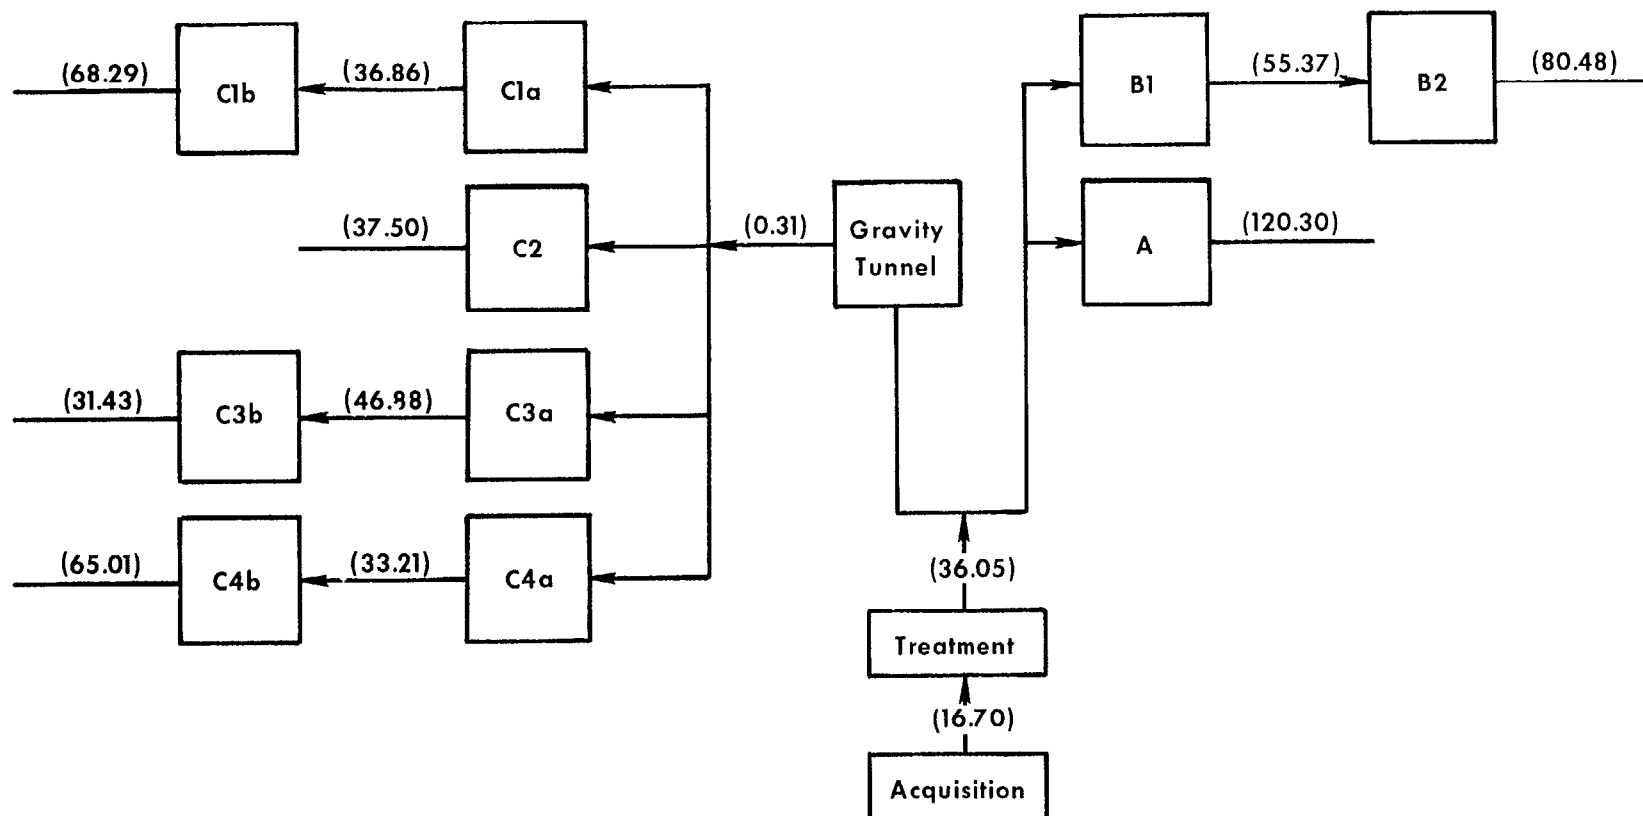 (68.29)
C1b
(36.86)
C1a
B1
(55.37)
B2
(80.48)
(37.50)
C2
(0.31)
Gravity
Tunnel
A
(120.30)
(31.43)
C3b
(46.88)
C3a
(65.01)
C4b
(33.21)
C4a
(36.05)
Treatment
(16.70)
Acquisition